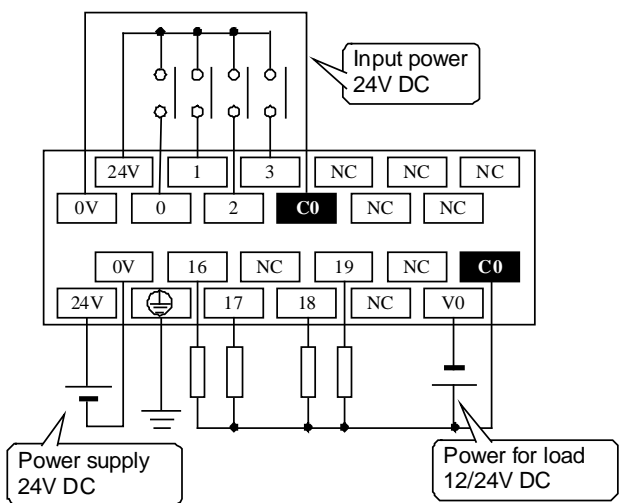 Input power
24V DC
24V 1 3 NC NC NC
0V 0 2 C0 NC NC
0V 16 NC 19 NC C0
24V 17 18 NC V0
Power supply
24V DC
Power for load
12/24V DC